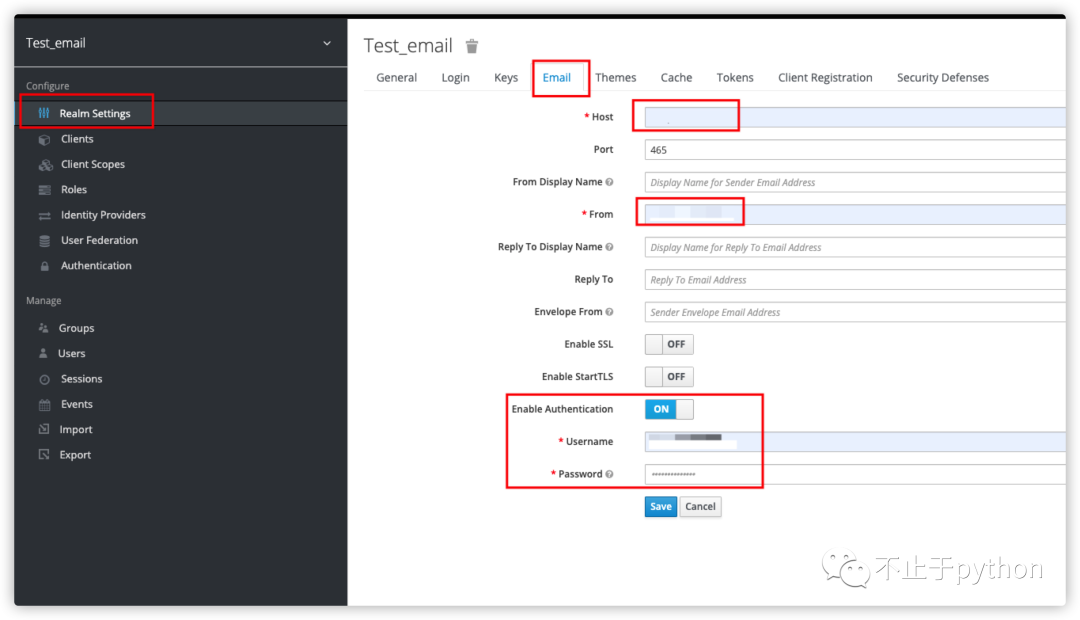 Test_email
Configure
Realm Settings
Clients
Client Scopes
Roles
Identity Providers
User Federation
Authentication
Manage
Groups
Users
Sessions
Events
Import
Export
Test_email
General Login Keys Email Themes Cache Tokens Client Registration Security Defenses
* Host
Port 465
From Display Name Display Name for Sender Email Address
* From
Reply To Display Name Display Name for Reply To Email Address
Reply To Reply To Email Address
Envelope From Sender Envelope Email Address
Enable SSL OFF
Enable StartTLS OFF
Enable Authentication ON
* Username
* Password
Save Cancel
不止于python